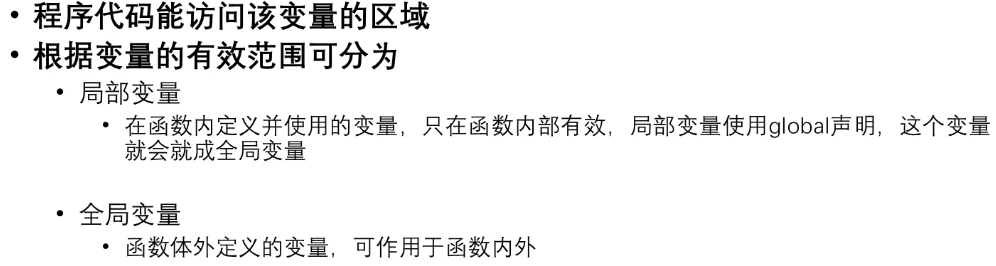 • 程序代码能访问该变量的区域
• 根据变量的有效范围可分为
• 局部变量
• 在函数内定义并使用的变量，只在函数内部有效，局部变量使用global声明，这个变量
就会就成全局变量
• 全局变量
• 函数体外定义的变量，可作用于函数内外